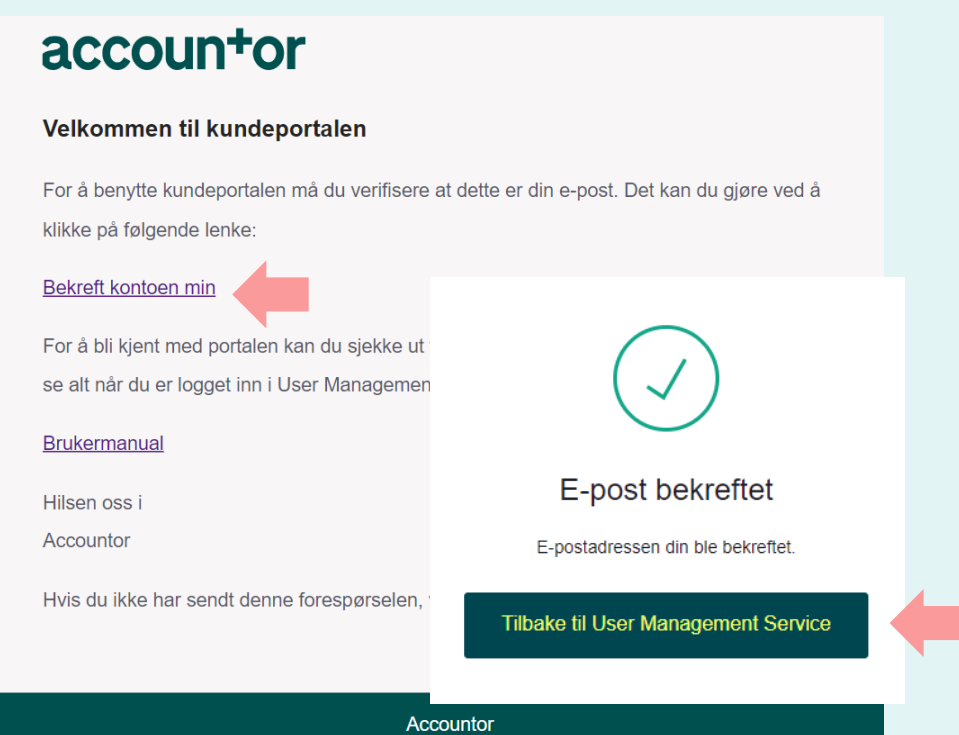 accountor
Velkommen til kundeportalen
For å benytte kundeportalen må du verifisere at dette er din e-post. Det kan du gjøre ved å
klikke på følgende lenke:
Bekreft kontoen min
For å bli kjent med portalen kan du sjekke ut
se alt når du er logget inn i User Managemen
Brukermanual
Hilsen oss i
Accountor
Hvis du ikke har sendt denne forespørselen,
Accountor
E-post bekreftet
E-postadressen din ble bekreftet.
Tilbake til User Management Service